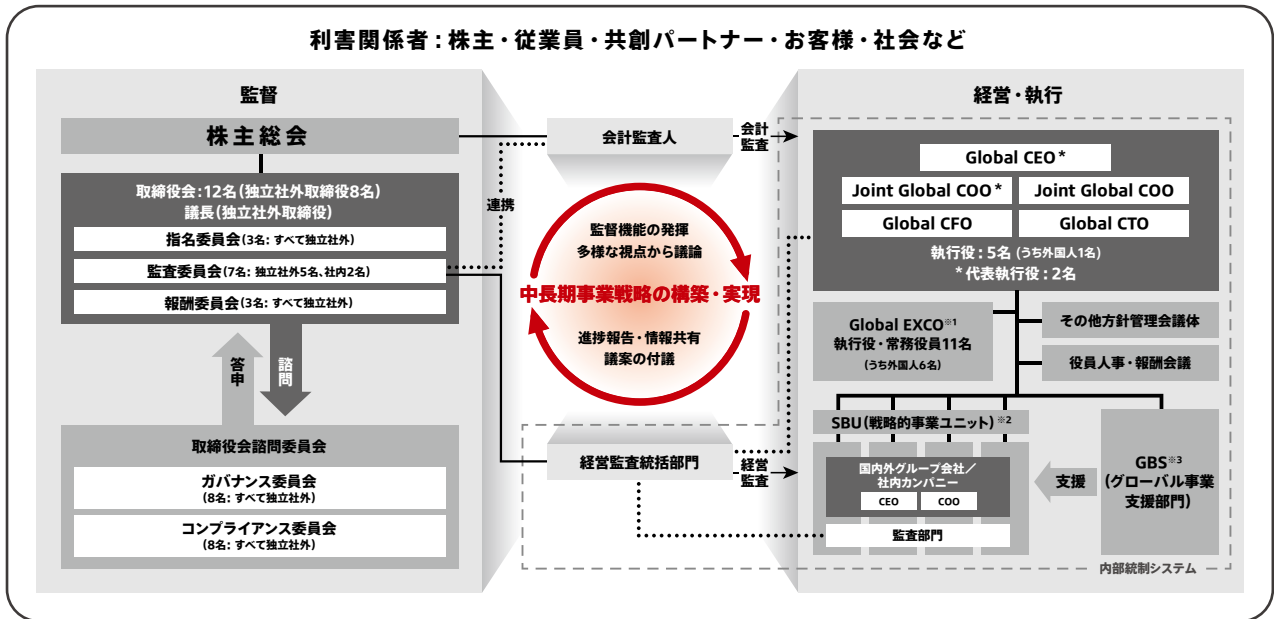 利害関係者：株主・従業員・共創パートナー・お客様・社会など
監督
株主総会
取締役会：12名（独立社外取締役8名）
議長（独立社外取締役）
指名委員会（3名： すべて独立社外）
監査委員会（7名： 独立社外5名、社内2名）
報酬委員会（3名： すべて独立社外）
答申
諮問
取締役会諮問委員会
ガバナンス委員会
（8名： すべて独立社外）
コンプライアンス委員会
（8名： すべて独立社外）
連携
会計監査人
会計
監査
監督機能の発揮
多様な視点から議論
中長期事業戦略の構築・実現
進捗報告・情報共有
議案の付議
経営監査統括部門
経営
監査
経営・執行
Global CEO*
Joint Global COO*
Joint Global COO
Global CFO
Global CTO
執行役：5名（うち外国人1名）
*代表執行役：2名
Global EXCO※1
執行役・常務役員11名
（うち外国人6名）
その他方針管理会議体
役員人事・報酬会議
SBU（戦略的事業ユニット）※2
国内外グループ会社／
社内カンパニー
CEO
COO
監査部門
支援
GBS※3
（グローバル事業
支援部門）
内部統制システム